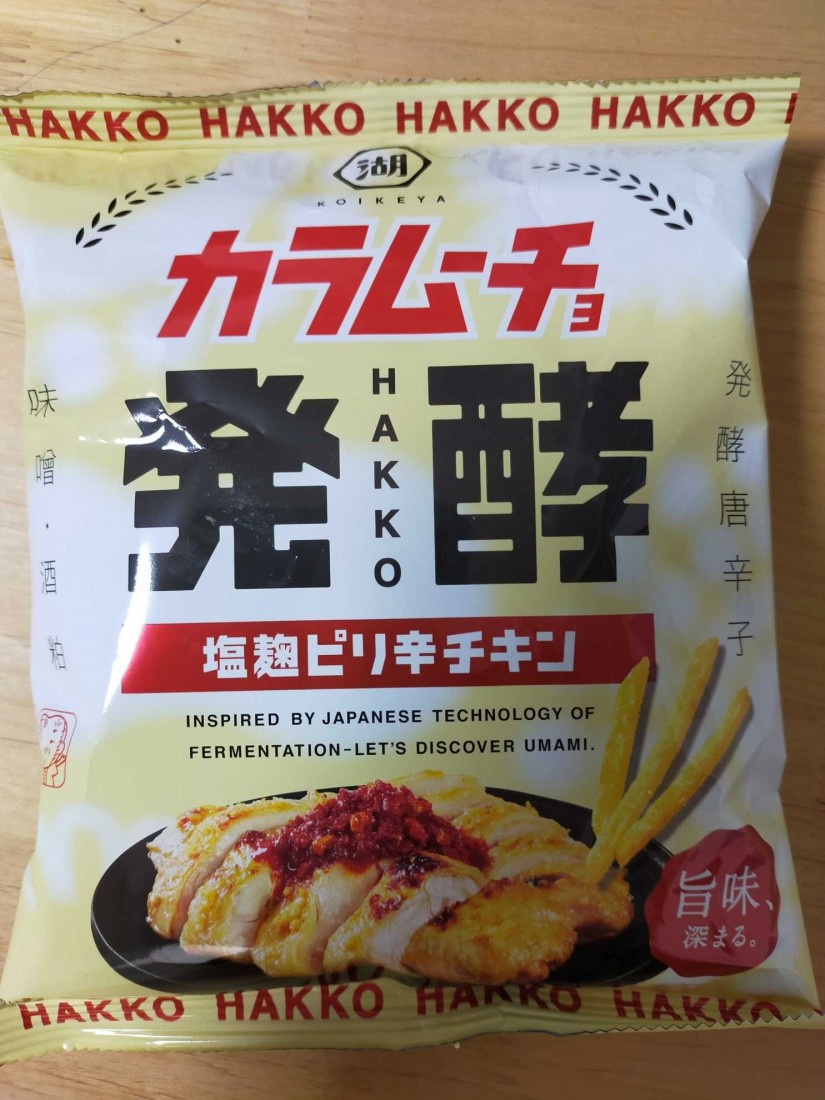 HAKKO HAKKO HAKKO HAKKO
湖
KOIKEYA
カラムーチョ
発酵
HAKKO
味噌・酒粕
発酵唐辛子
塩麹ピリ辛チキン
INSPIRED BY JAPANESE TECHNOLOGY OF
FERMENTATION-LET'S DISCOVER UMAMI.
旨味、
深まる。
HAKKO HAKKO HAKKO HAKKO